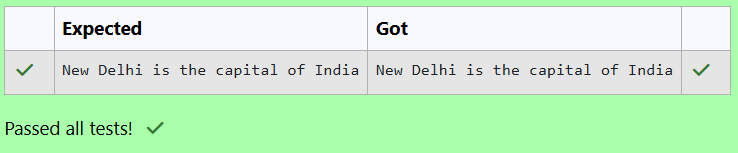 Expected Got
New Delhi is the capital of India New Delhi is the capital of India
Passed all tests!